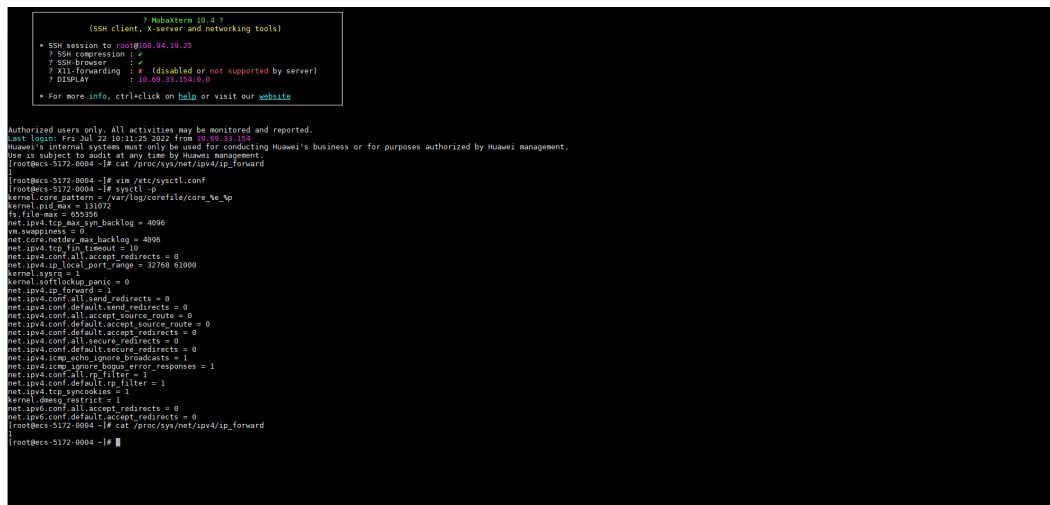 ? MobaXterm 10.4 ?
(SSH client, X-server and networking tools)
➤ SSH session to root@100.94.19.25
? SSH compression : ✔
? SSH-browser : ✔
? X11-forwarding : ✘ (disabled or not supported by server)
? DISPLAY : 10.69.33.154:0.0
➤ For more info, ctrl+click on help or visit our website
Authorized users only. All activities may be monitored and reported.
Last login: Fri Jul 22 10:11:25 2022 from 10.69.33.154
Huawei's internal systems must only be used for conducting Huawei's business or for purposes authorized by Huawei management.
Use is subject to audit at any time by Huawei management.
[root@ecs-5172-0004 ~]# cat /proc/sys/net/ipv4/ip_forward
1
[root@ecs-5172-0004 ~]# vim /etc/sysctl.conf
[root@ecs-5172-0004 ~]# sysctl -p
kernel.core_pattern = /var/log/corefile/core_%e_%p
kernel.pid_max = 131072
fs.file-max = 655356
net.ipv4.tcp_max_syn_backlog = 4096
vm.swappiness = 0
net.core.netdev_max_backlog = 4096
net.ipv4.tcp_fin_timeout = 10
net.ipv4.conf.all.accept_redirects = 0
net.ipv4.ip_local_port_range = 32768 61000
kernel.sysrq = 1
kernel.softlockup_panic = 0
net.ipv4.ip_forward = 1
net.ipv4.conf.all.send_redirects = 0
net.ipv4.conf.default.send_redirects = 0
net.ipv4.conf.all.accept_source_route = 0
net.ipv4.conf.default.accept_source_route = 0
net.ipv4.conf.default.accept_redirects = 0
net.ipv4.conf.all.secure_redirects = 0
net.ipv4.conf.default.secure_redirects = 0
net.ipv4.icmp_echo_ignore_broadcasts = 1
net.ipv4.icmp_ignore_bogus_error_responses = 1
net.ipv4.conf.all.rp_filter = 1
net.ipv4.conf.default.rp_filter = 1
net.ipv4.tcp_syncookies = 1
kernel.dmesg_restrict = 1
net.ipv6.conf.all.accept_redirects = 0
net.ipv6.conf.default.accept_redirects = 0
[root@ecs-5172-0004 ~]# cat /proc/sys/net/ipv4/ip_forward
1
[root@ecs-5172-0004 ~]#